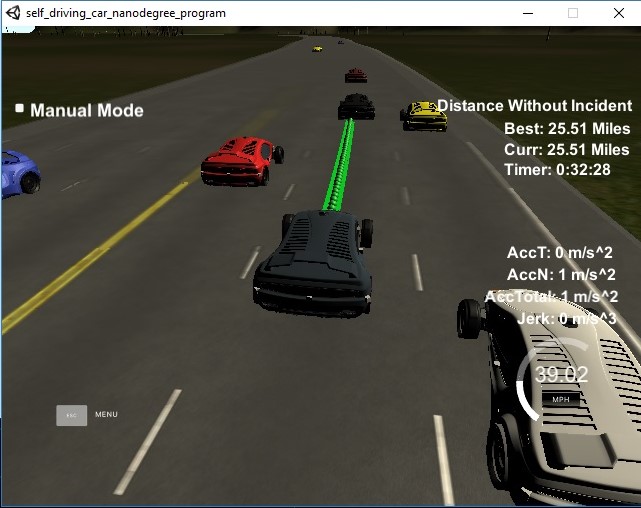 self_driving_car_nanodegree_program
Manual Mode
Distance Without Incident
Best: 25.51 Miles
Curr: 25.51 Miles
Timer: 0:32:28
AccT: 0 m/s^2
AccN: 1 m/s^2
AccTotal: 1 m/s^2
Jerk: 0 m/s^3
39.02
MPH
ESC MENU